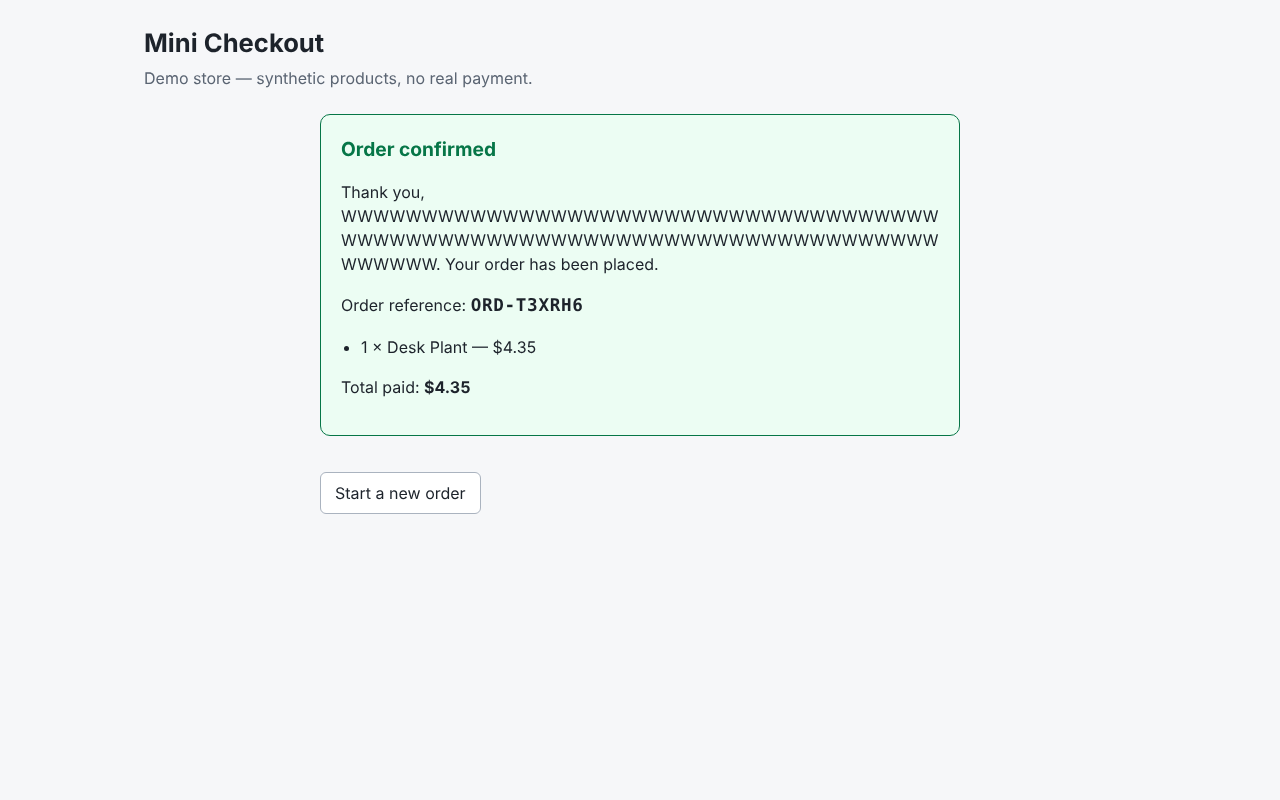 Mini Checkout
Demo store — synthetic products, no real payment.
Order confirmed
Thank you,
WWWWWWWWWWWWWWWWWWWWWWWWWWWWWWWWWWWWW
WWWWWWWWWWWWWWWWWWWWWWWWWWWWWWWWWWWWW
WWWWWW. Your order has been placed.
Order reference: ORD-T3XRH6
• 1 × Desk Plant — $4.35
Total paid: $4.35
Start a new order